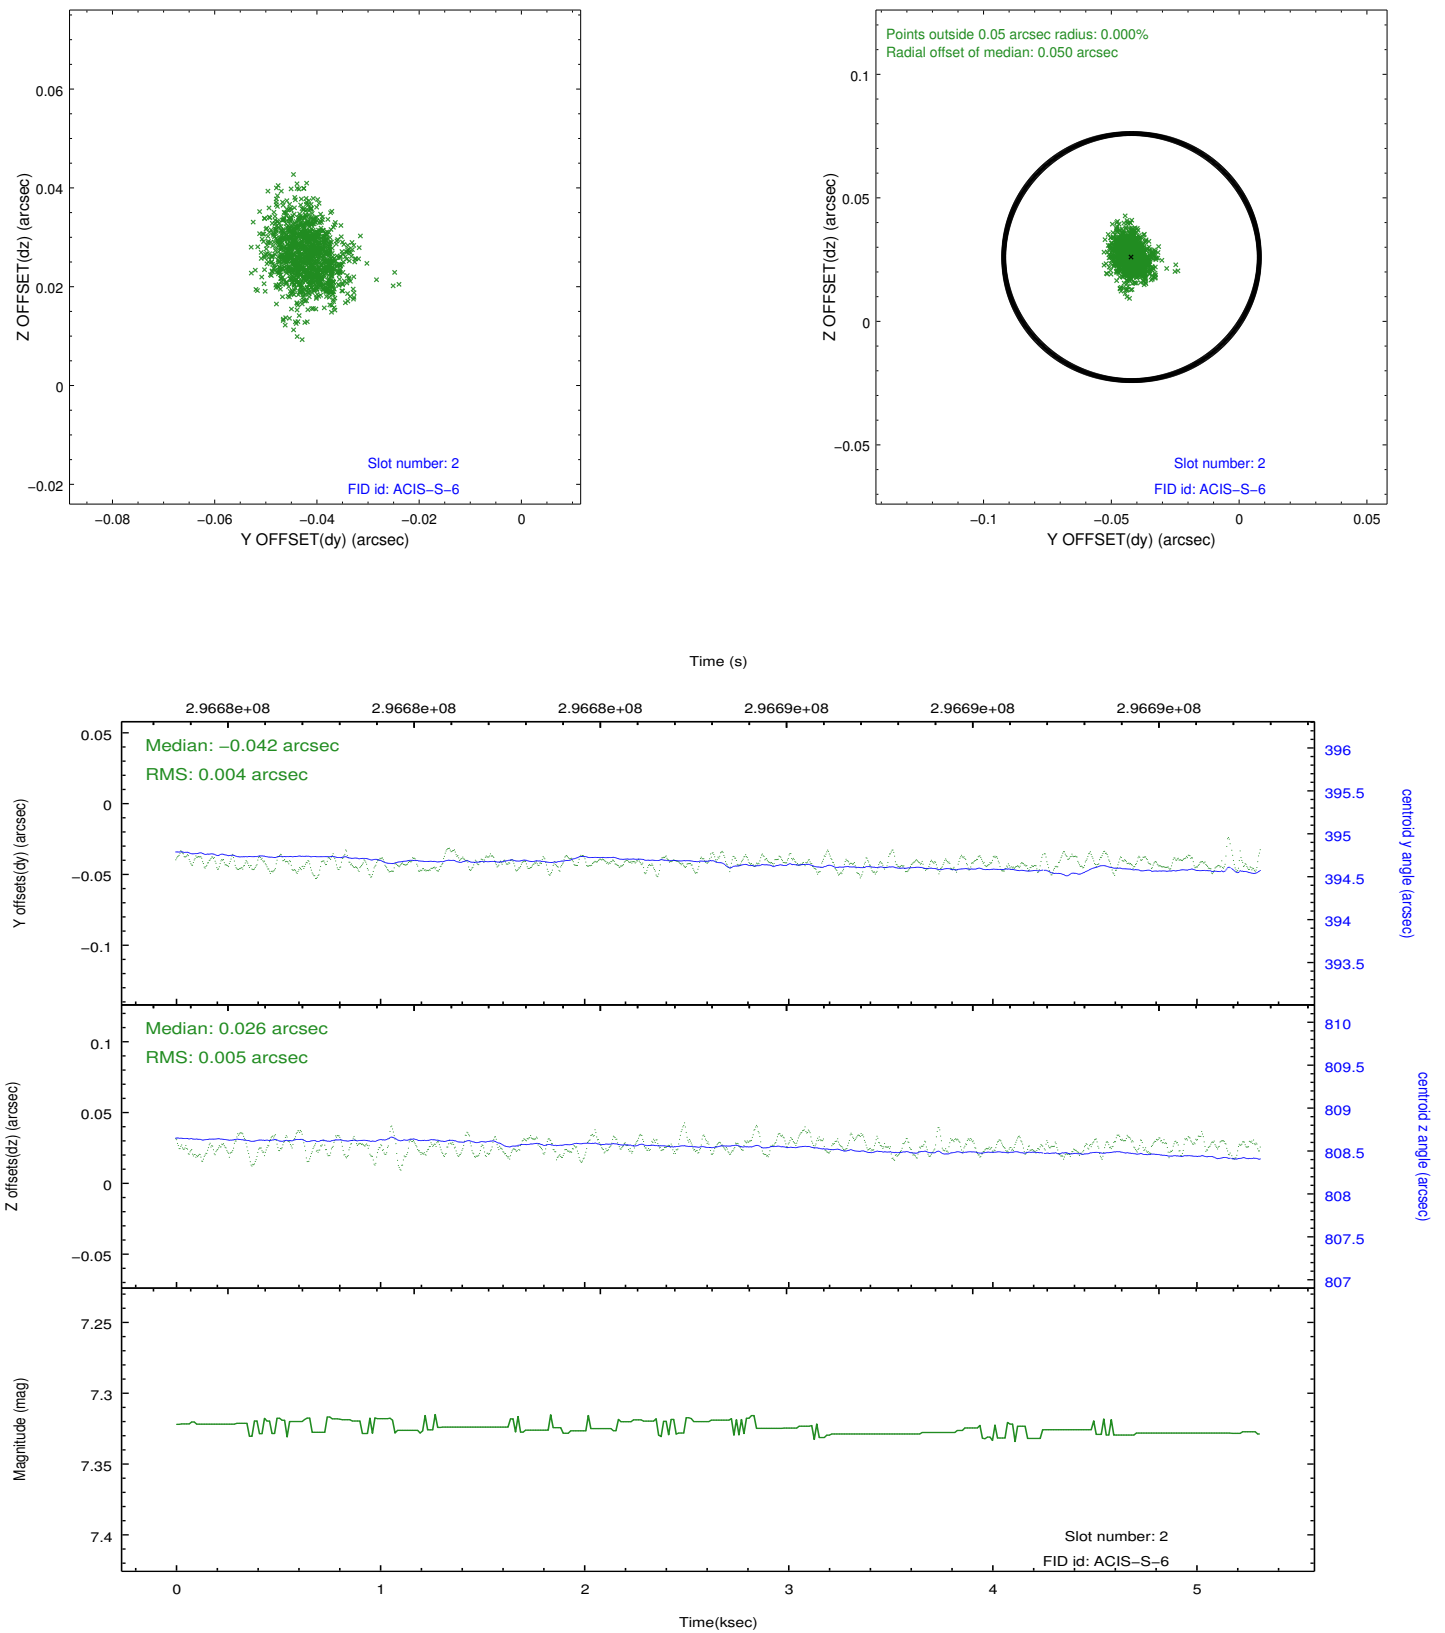 0.06
0.04
0.02
0
−0.02
Z OFFSET(dz) (arcsec)
−0.08
−0.06
−0.04
−0.02
0
Y OFFSET(dy) (arcsec)
Slot number: 2
FID id: ACIS−S−6
Points outside 0.05 arcsec radius: 0.000%
Radial offset of median: 0.050 arcsec
0.1
0.05
0
−0.05
Z OFFSET(dz) (arcsec)
−0.1
−0.05
0
0.05
Y OFFSET(dy) (arcsec)
Slot number: 2
FID id: ACIS−S−6
Time (s)
2.9668e+08
2.9668e+08
2.9668e+08
2.9669e+08
2.9669e+08
2.9669e+08
Median: −0.042 arcsec
RMS: 0.004 arcsec
0.05
0
−0.05
−0.1
Y offsets(dy) (arcsec)
396
395.5
395
394.5
394
393.5
centroid y angle (arcsec)
Median: 0.026 arcsec
RMS: 0.005 arcsec
0.1
0.05
0
−0.05
Z offsets(dz) (arcsec)
810
809.5
809
808.5
808
807.5
807
centroid z angle (arcsec)
7.25
7.3
7.35
7.4
Magnitude (mag)
Slot number: 2
FID id: ACIS−S−6
0
1
2
3
4
5
Time(ksec)